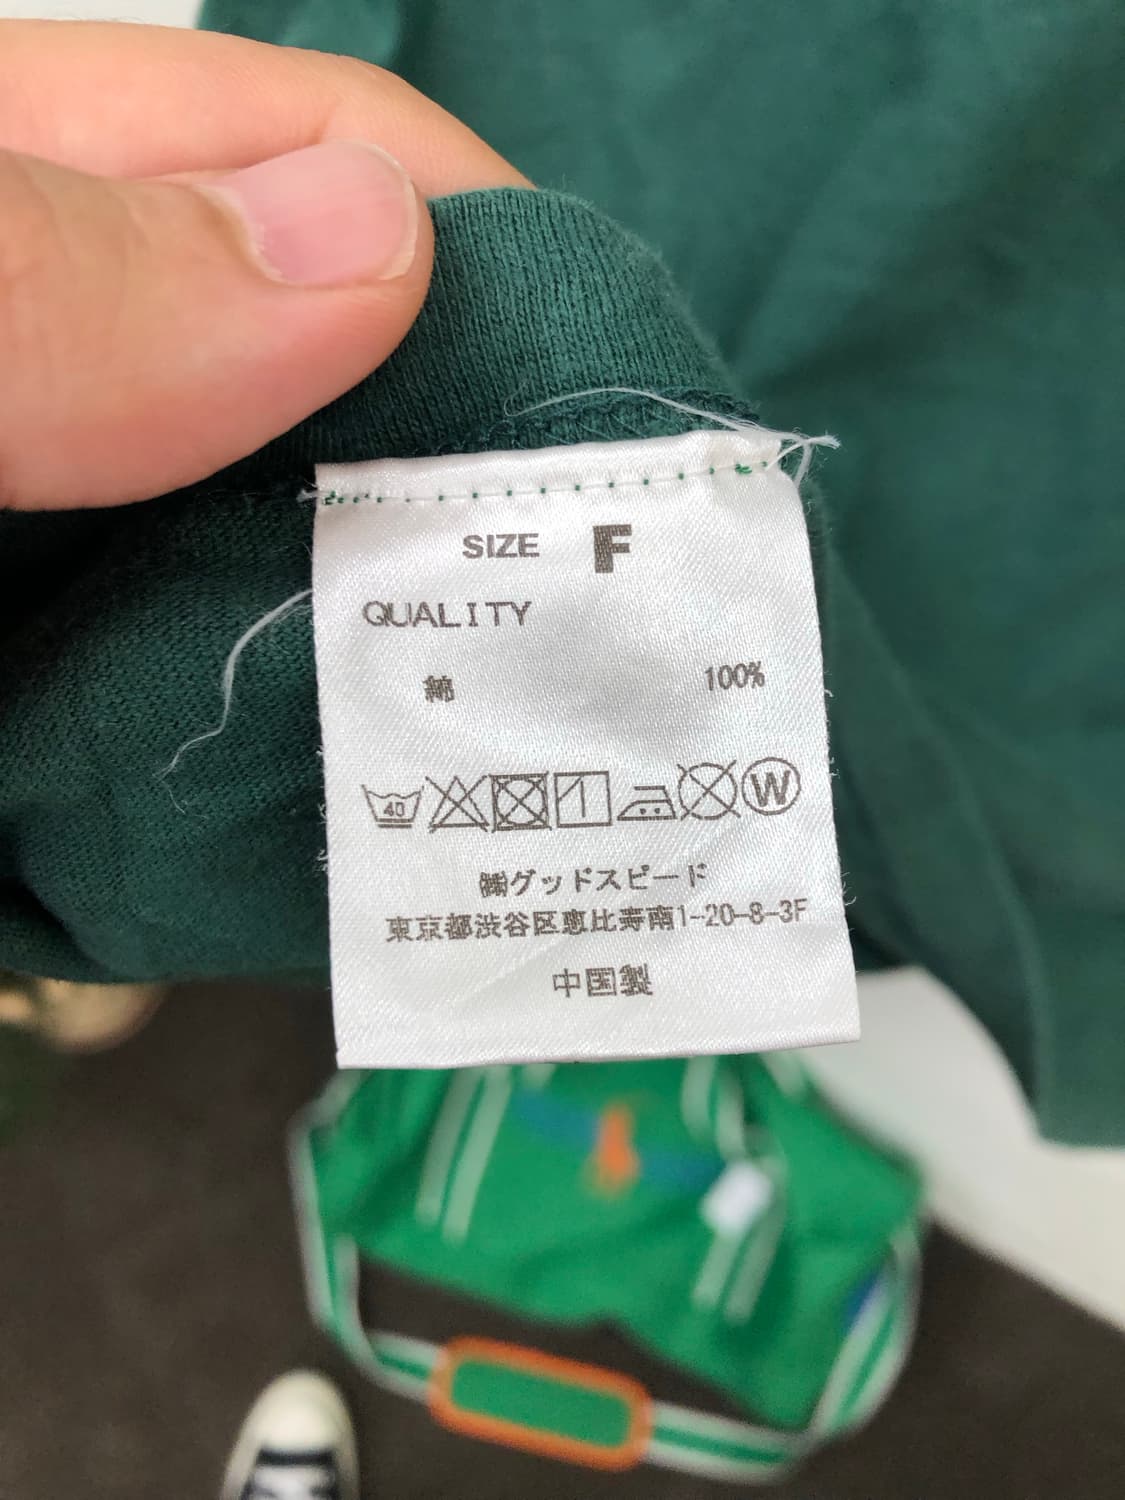 SIZE F
QUALITY
綿 100%
40
W
㈱グッドスピード
東京都渋谷区恵比寿南1-20-8-3F
中国製